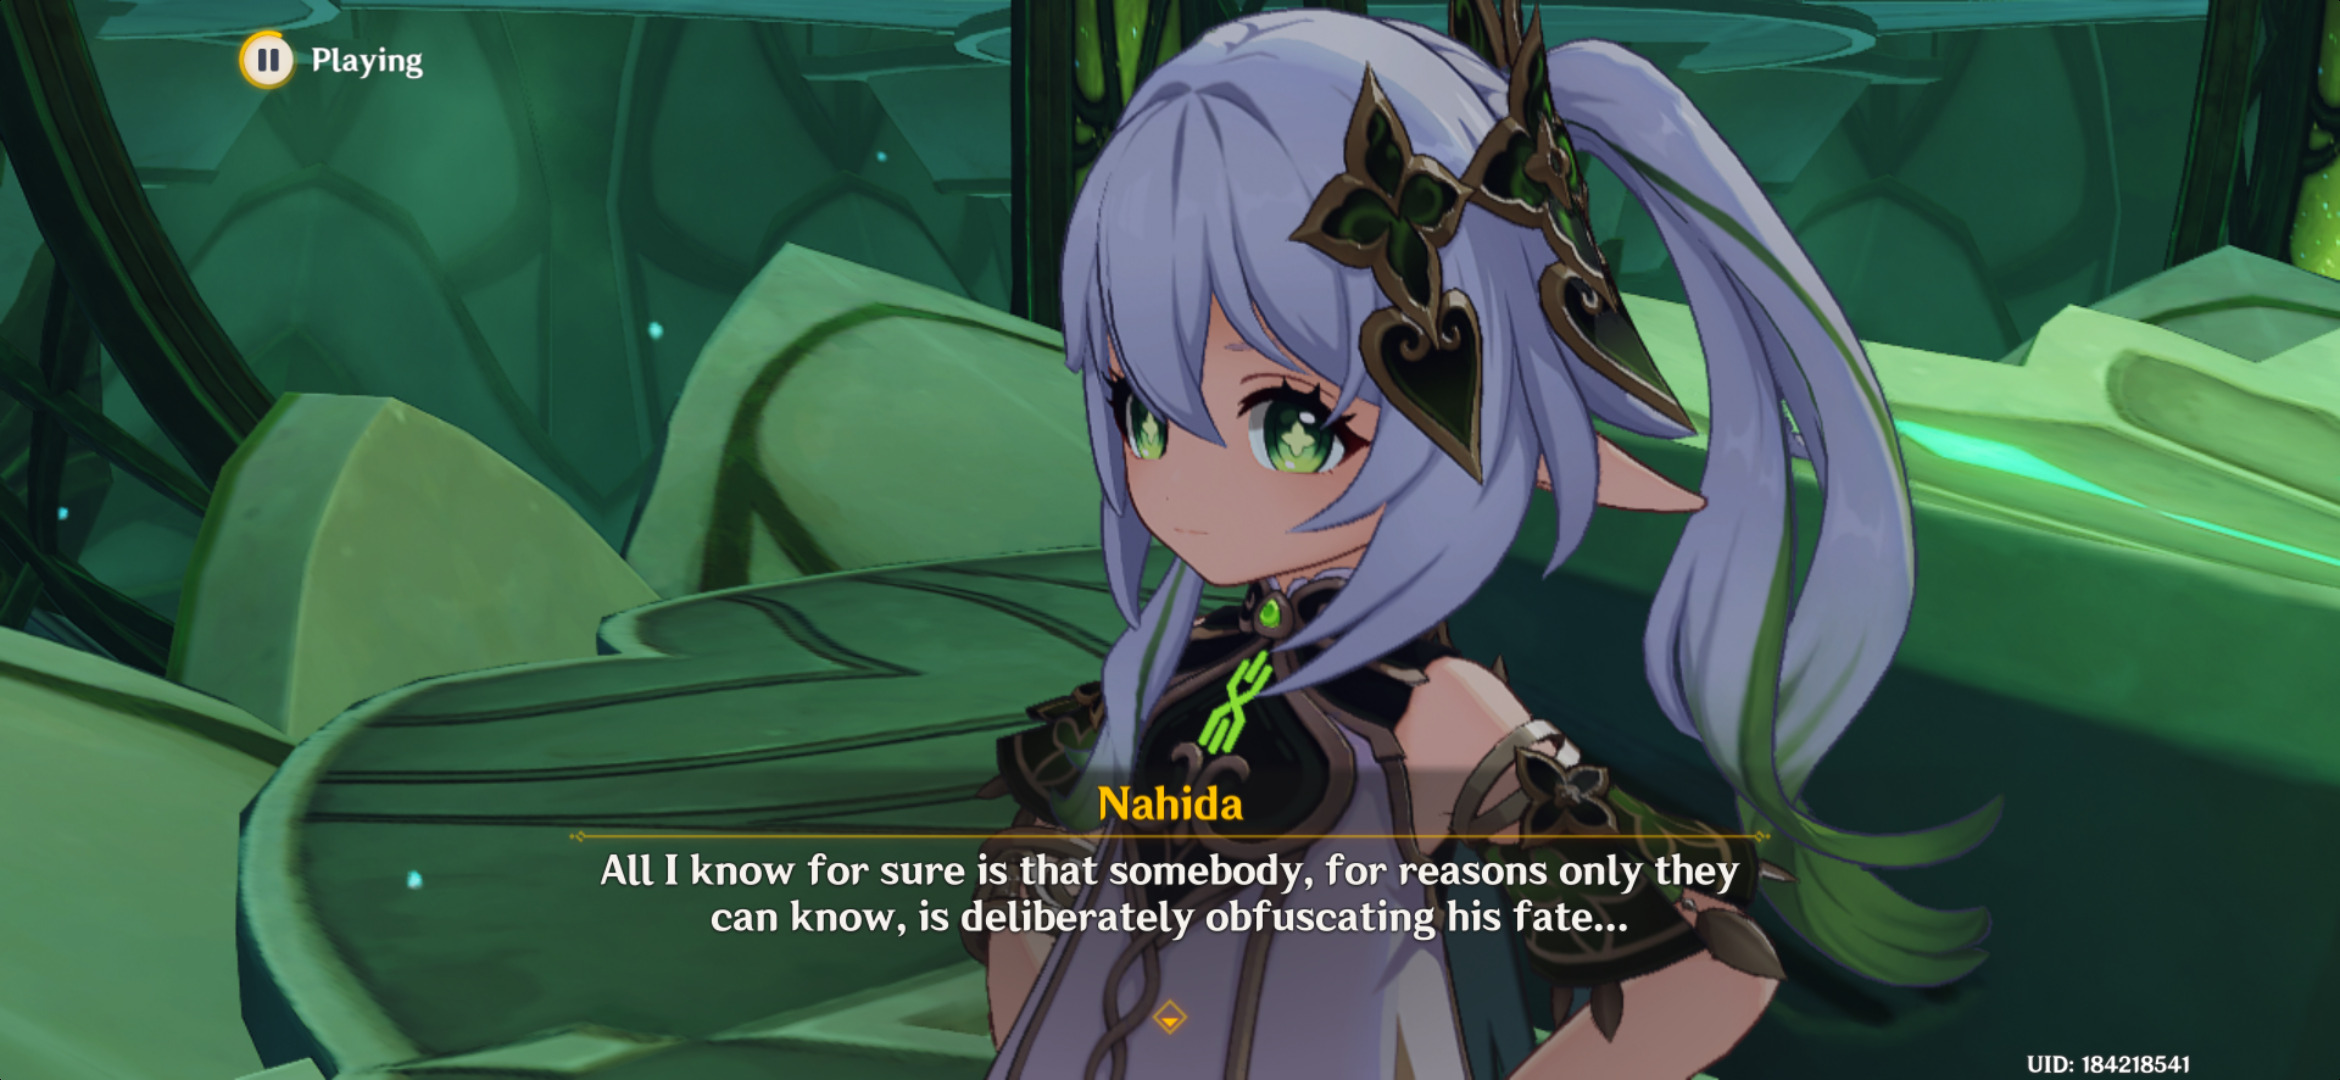 Playing
Nahida
All I know for sure is that somebody, for reasons only they
can know, is deliberately obfuscating his fate...
UID: 184218541